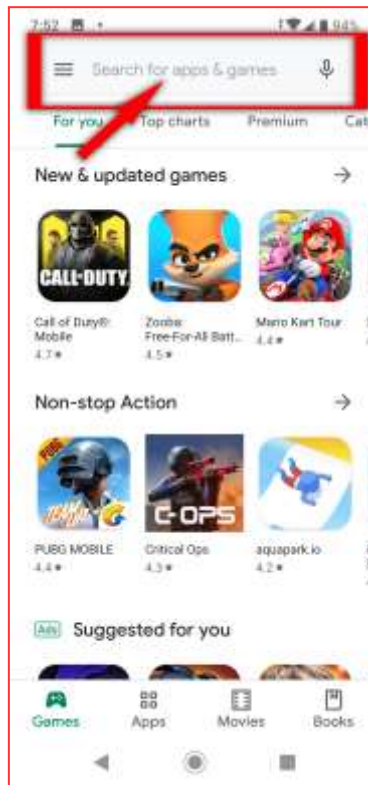 7:52 94%
Search for apps & games
For you Top charts Premium Cat
New & updated games
CALL·DUTY
Call of Duty®: Mobile
4.7★
Zooba: Free-For-All Batt...
4.5★
Mario Kart Tour
4.4★
Non-stop Action
PUBG
C-OPS
PUBG MOBILE
4.4★
Critical Ops
4.3★
aquapark.io
4.2★
Ads Suggested for you
Games Apps Movies Books